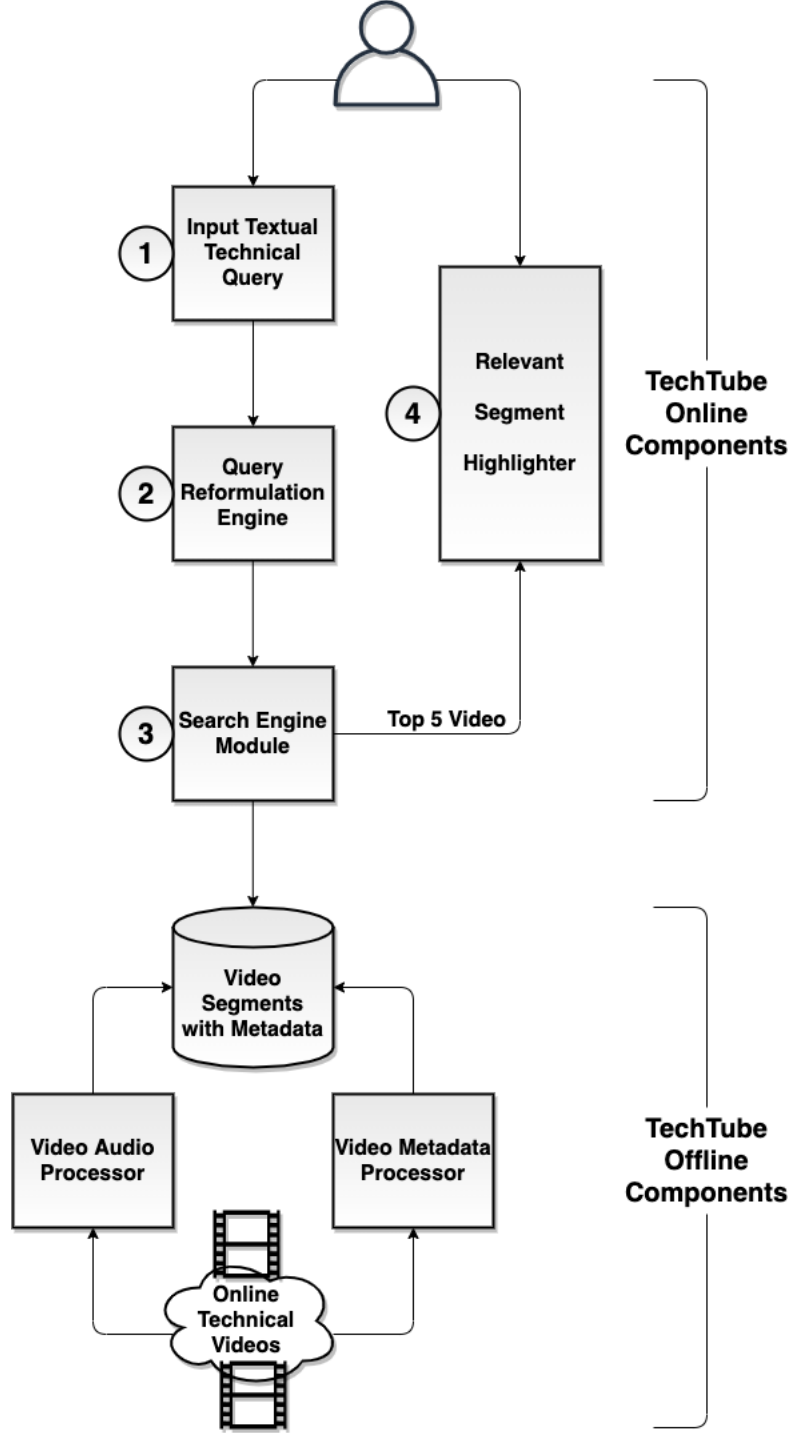 1
Input Textual
Technical
Query
4
Relevant
Segment
Highlighter
TechTube
Online
Components
2
Query
Reformulation
Engine
3
Search Engine
Module
Top 5 Video
Video
Segments
with Metadata
Video Audio
Processor
Video Metadata
Processor
TechTube
Offline
Components
Online
Technical
Videos